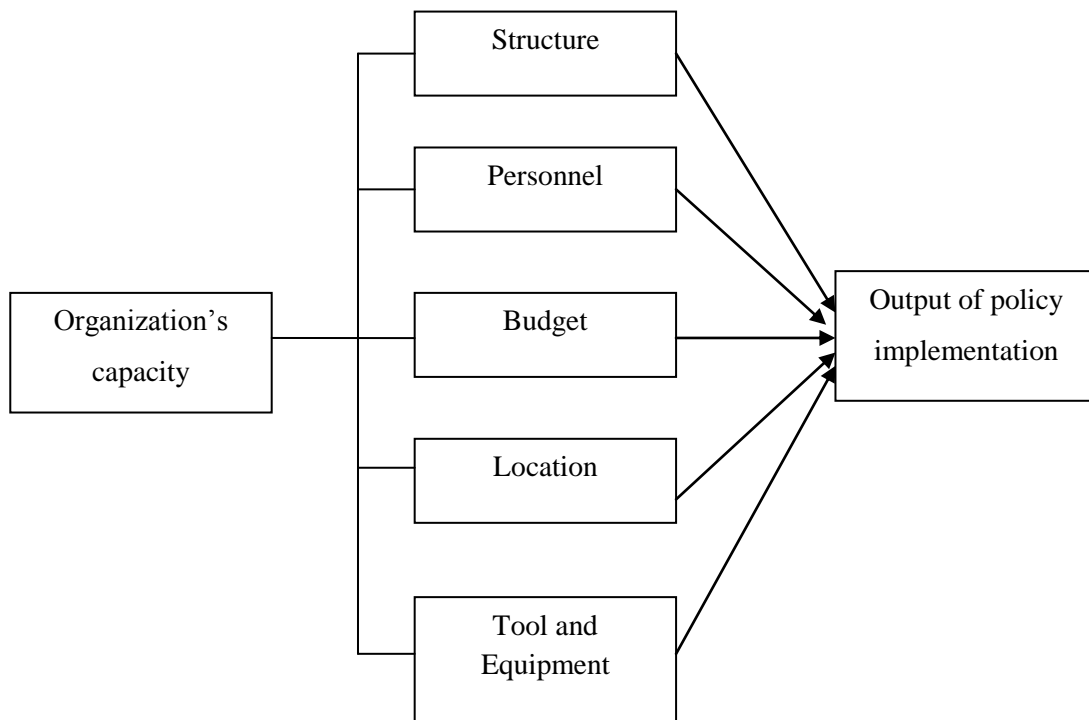 Structure
Personnel
Organization’s
capacity
Budget
Output of policy
implementation
Location
Tool and
Equipment